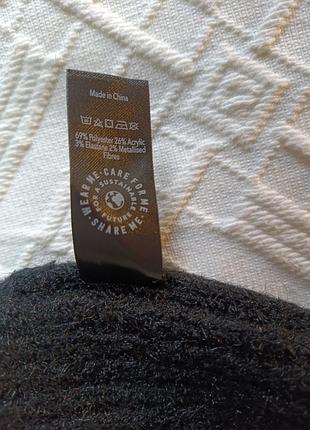 Made in China
69% Polyester 26% Acrylic
3% Elastane 2% Metallised
Fibres
WEAR ME • CARE FOR ME • SHARE ME •
FOR A SUSTAINABLE FUTURE